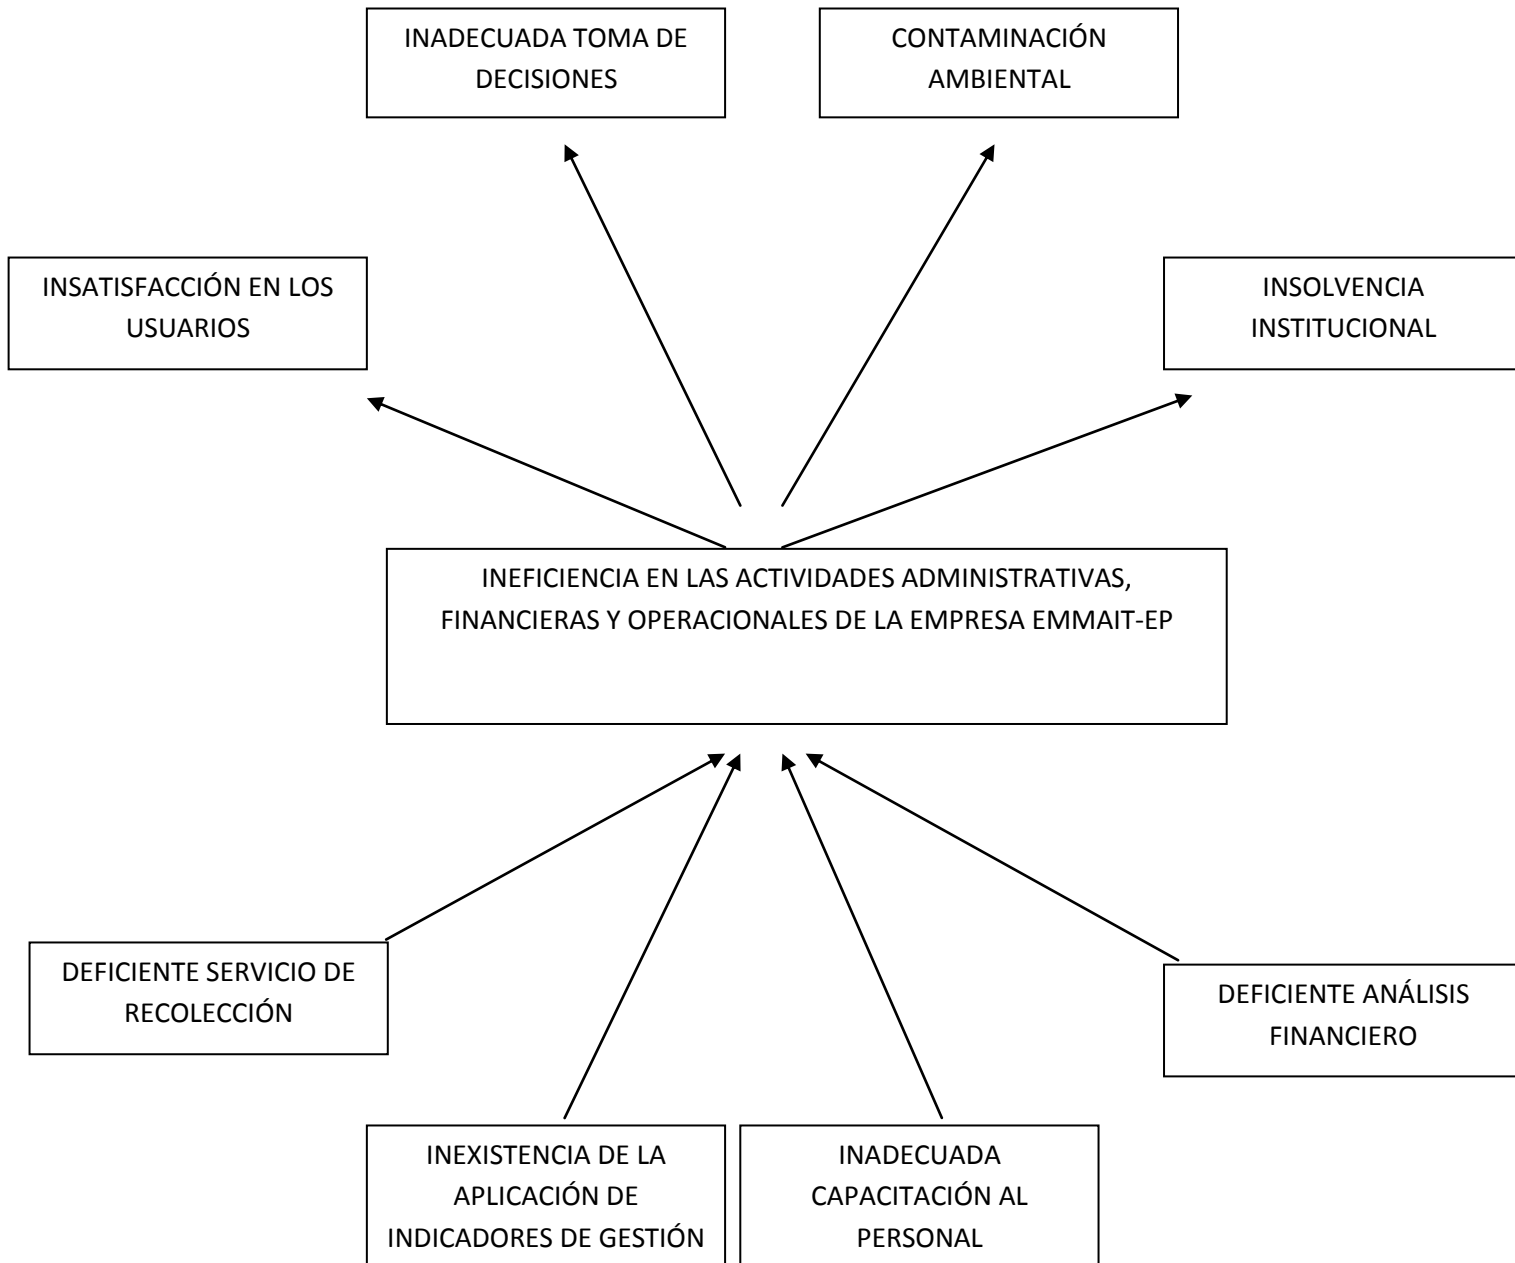 INADECUADA TOMA DE
DECISIONES
CONTAMINACIÓN
AMBIENTAL
INSATISFACCIÓN EN LOS
USUARIOS
INSOLVENCIA
INSTITUCIONAL
INEFICIENCIA EN LAS ACTIVIDADES ADMINISTRATIVAS,
FINANCIERAS Y OPERACIONALES DE LA EMPRESA EMMAIT-EP
DEFICIENTE SERVICIO DE
RECOLECCIÓN
DEFICIENTE ANÁLISIS
FINANCIERO
INEXISTENCIA DE LA
APLICACIÓN DE
INDICADORES DE GESTIÓN
INADECUADA
CAPACITACIÓN AL
PERSONAL